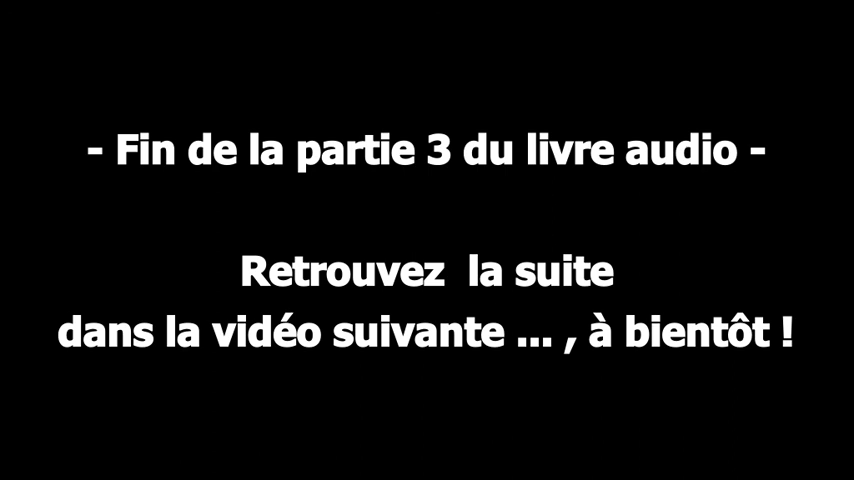 - Fin de la partie 3 du livre audio -
Retrouvez  la suite
dans la vidéo suivante ... , à bientôt !